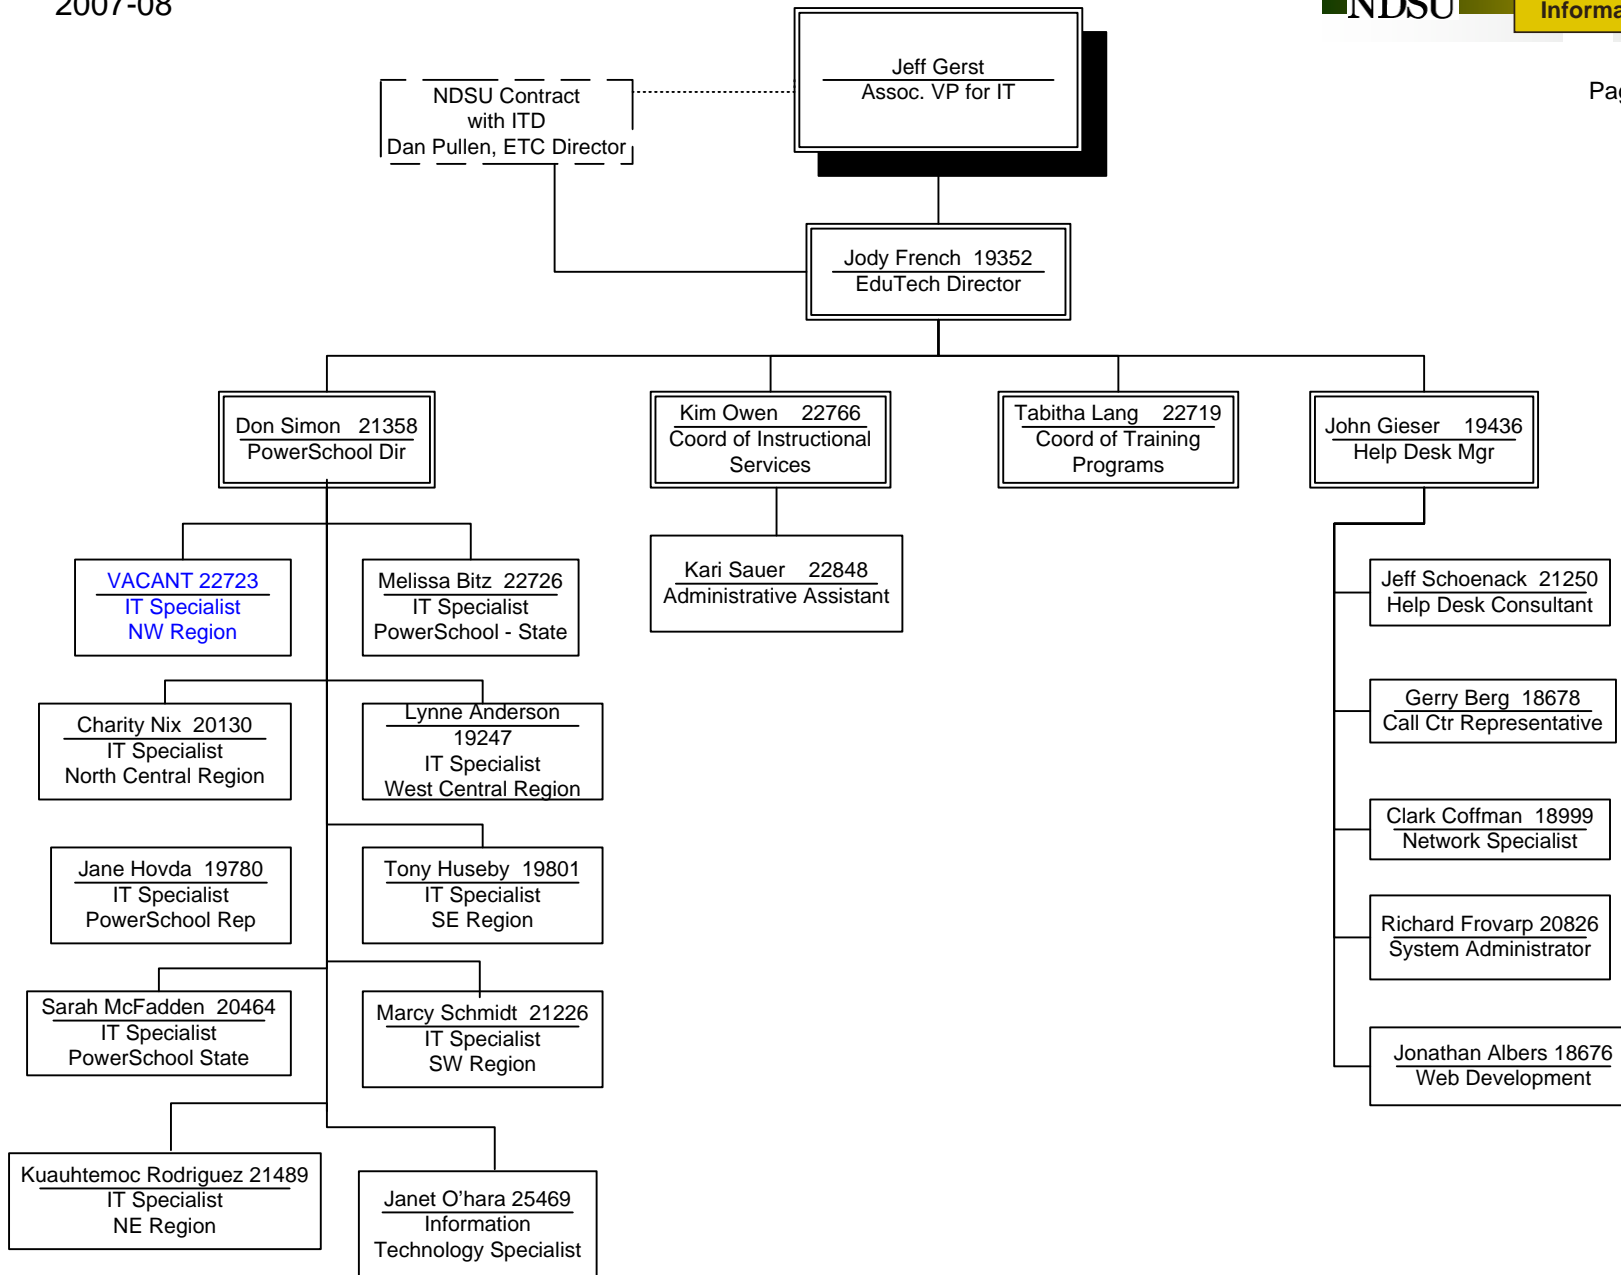 2007-08
NDSU
Jeff Gerst
Assoc. VP for IT
NDSU Contract
with ITD
Dan Pullen, ETC Director
Jody French 19352
EduTech Director
Don Simon 21358
PowerSchool Dir
Kim Owen 22766
Coord of Instructional
Services
Tabitha Lang 22719
Coord of Training
Programs
John Gieser 19436
Help Desk Mgr
VACANT 22723
IT Specialist
NW Region
Melissa Bitz 22726
IT Specialist
PowerSchool - State
Kari Sauer 22848
Administrative Assistant
Jeff Schoenack 21250
Help Desk Consultant
Charity Nix 20130
IT Specialist
North Central Region
Lynne Anderson
19247
IT Specialist
West Central Region
Gerry Berg 18678
Call Ctr Representative
Jane Hovda 19780
IT Specialist
PowerSchool Rep
Tony Huseby 19801
IT Specialist
SE Region
Clark Coffman 18999
Network Specialist
Richard Frovarp 20826
System Administrator
Sarah McFadden 20464
IT Specialist
PowerSchool State
Marcy Schmidt 21226
IT Specialist
SW Region
Jonathan Albers 18676
Web Development
Kuauhtemoc Rodriguez 21489
IT Specialist
NE Region
Janet O'hara 25469
Information
Technology Specialist